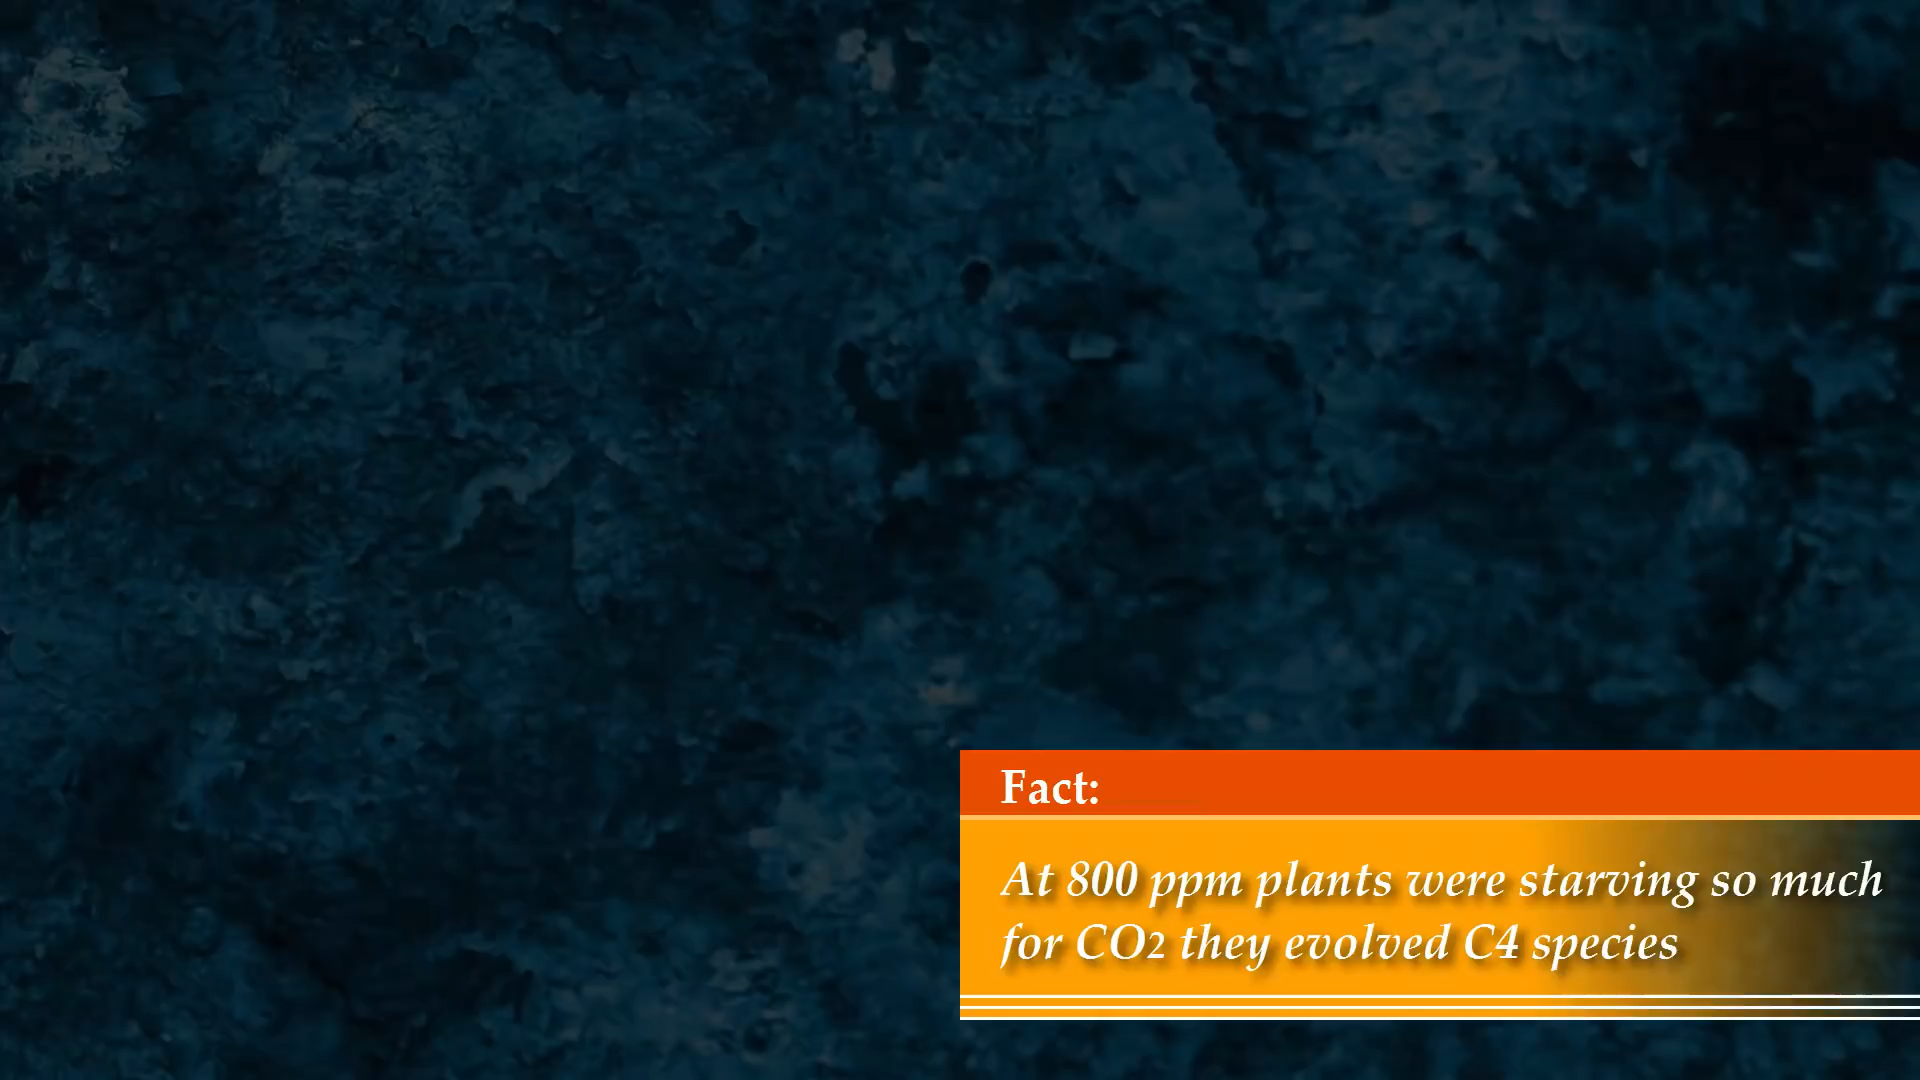 Fact:
At 800 ppm plants were starving so much
for CO2 they evolved C4 species